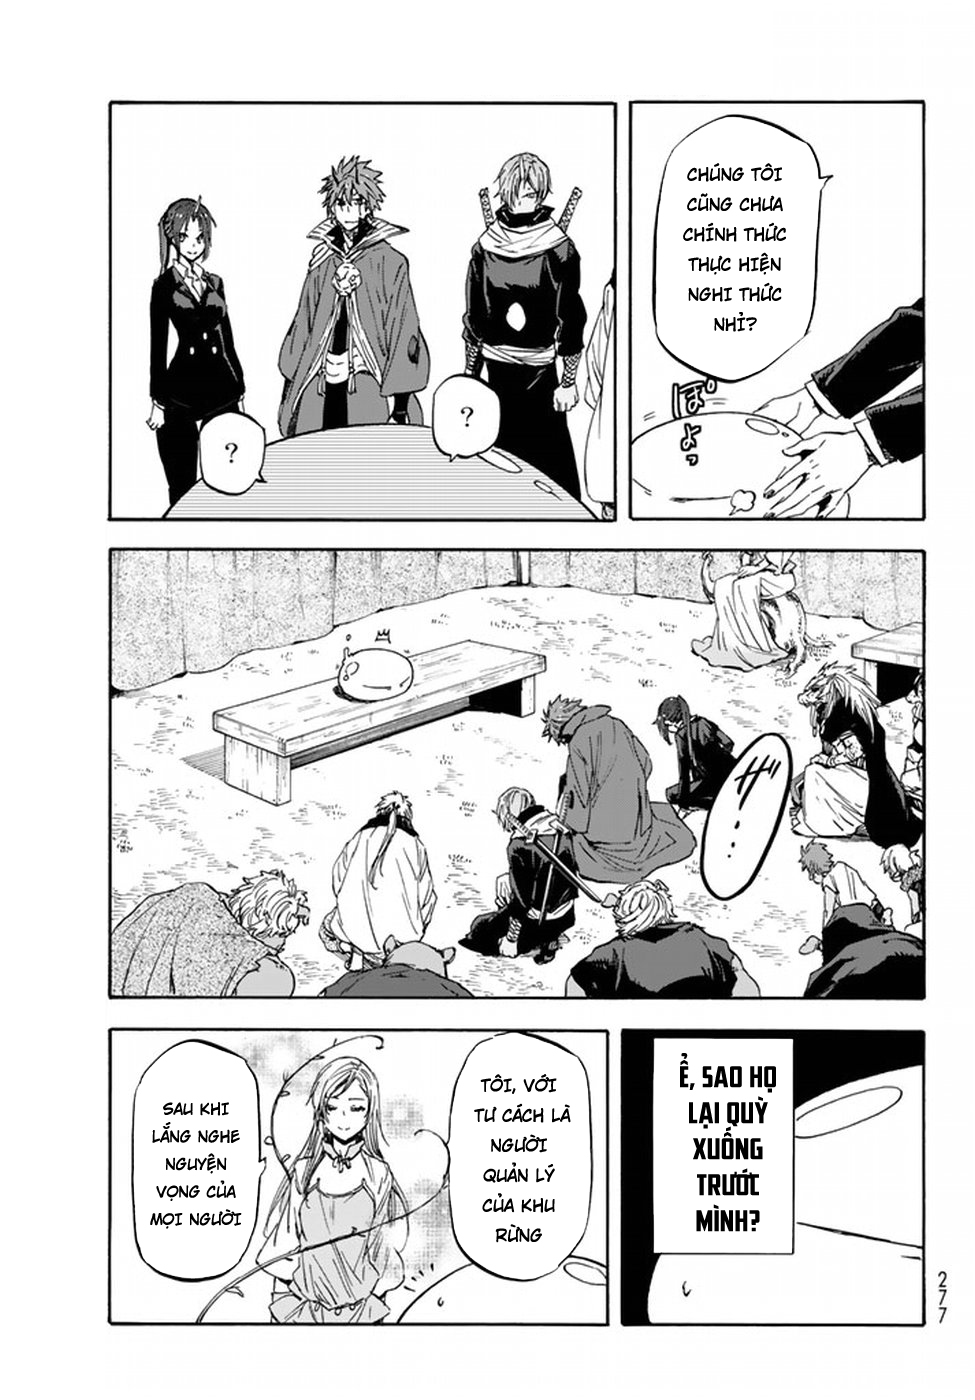 CHÚNG TÔI
CŨNG CHƯA
CHÍNH THỨC
THỰC HIỆN
NGHI THỨC
NHỈ?
ぽ
よっ
?
?
ザ
・・・
Ể, SAO HỌ
LẠI QUỲ
XUỐNG
TRƯỚC
MÌNH?
TÔI, VỚI
TƯ CÁCH LÀ
NGƯỜI
QUẢN LÝ
CỦA KHU
RỪNG
SAU KHI
LẮNG NGHE
NGUYỆN
VỌNG CỦA
MỌI NGƯỜI
277